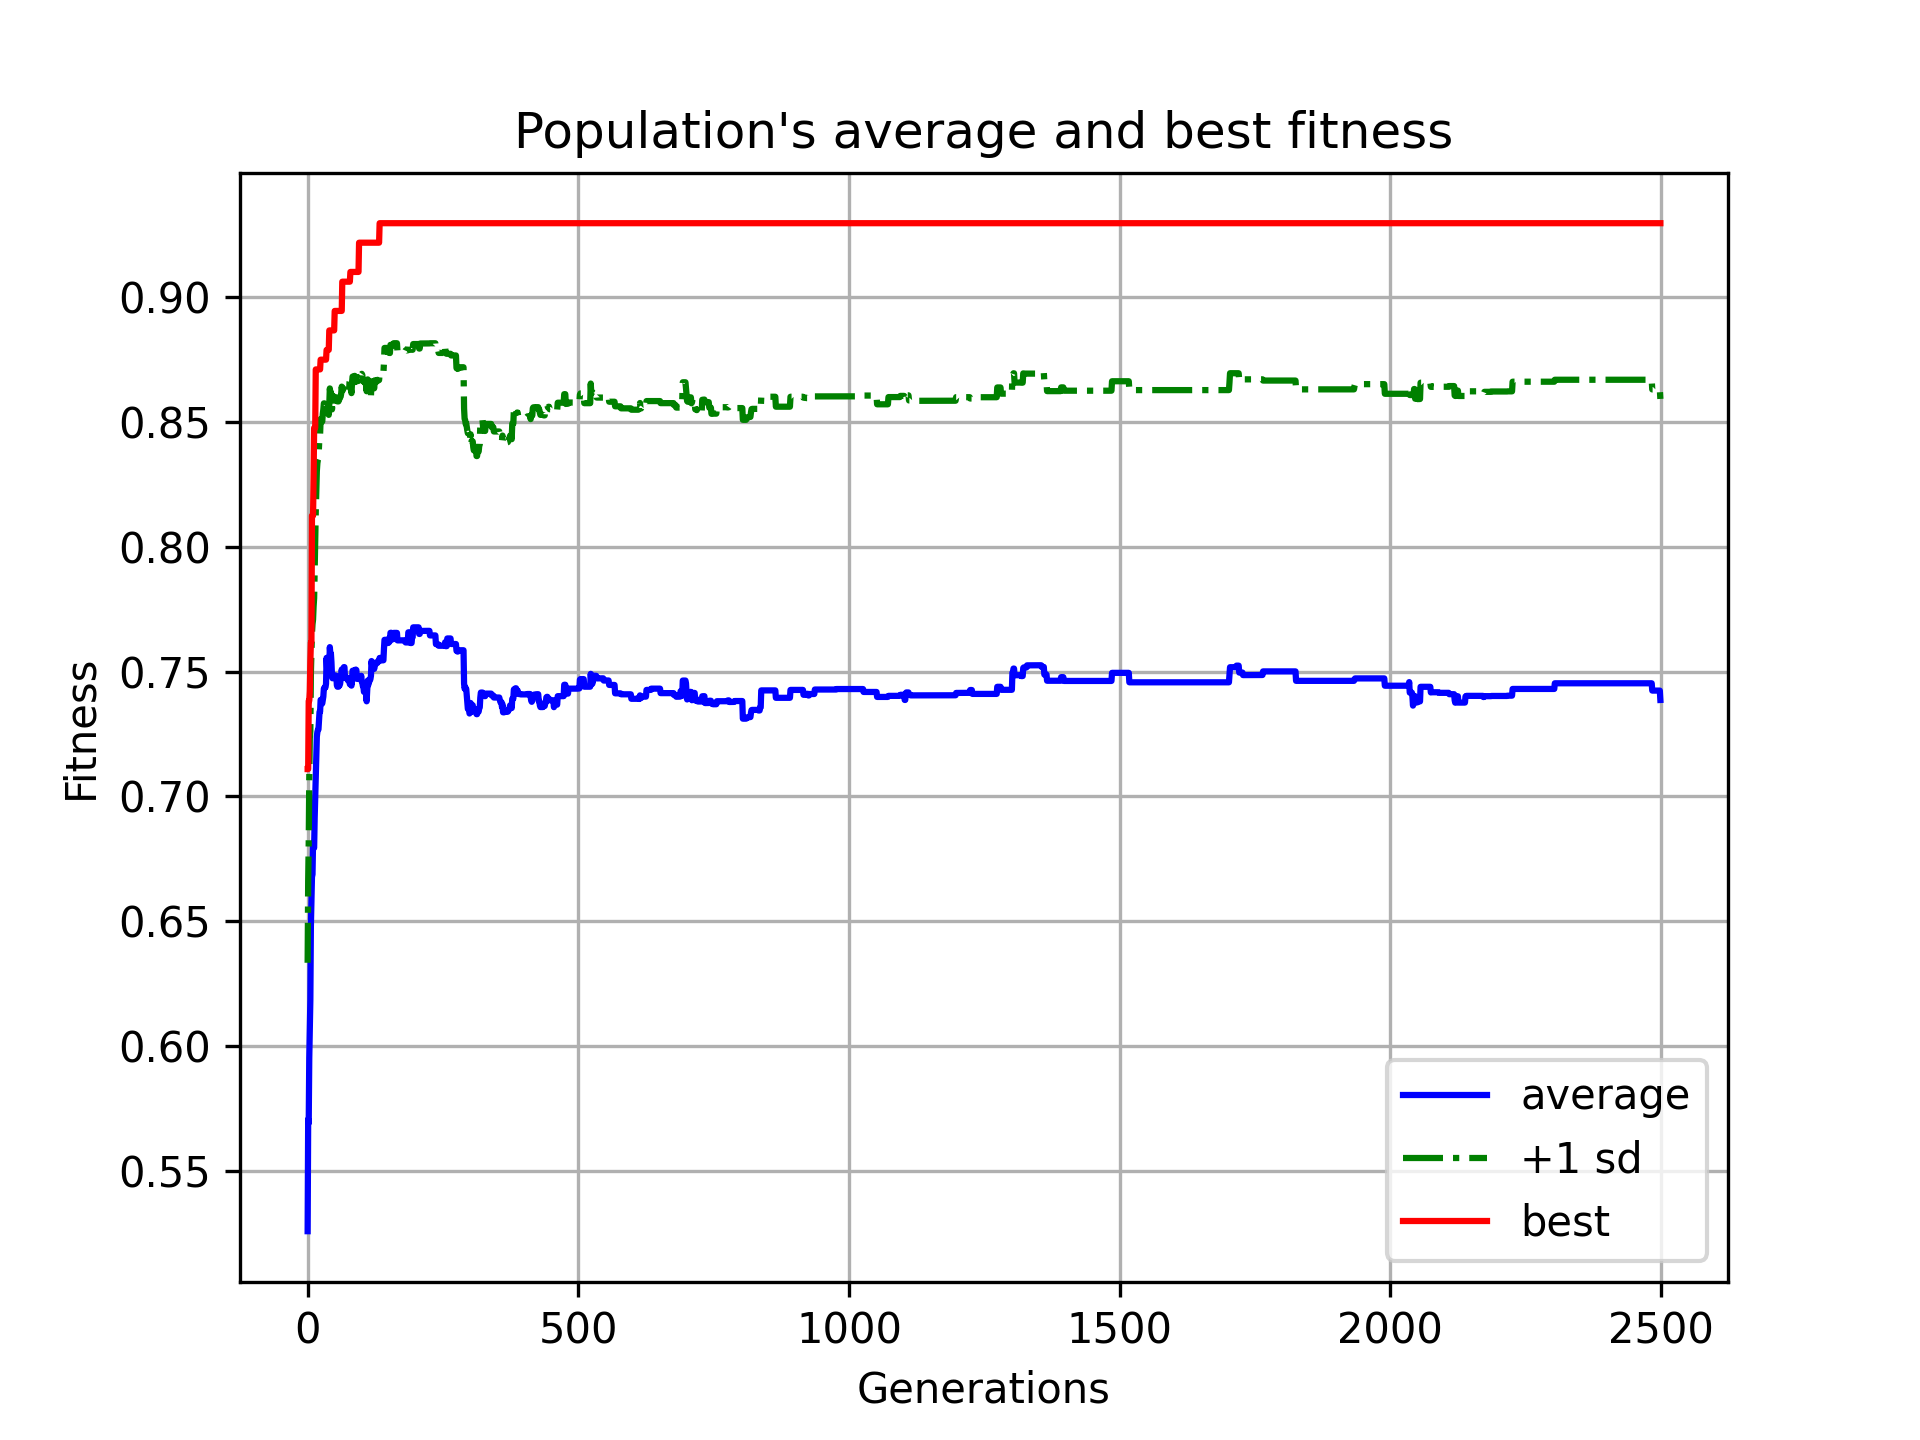 Population's average and best fitness
Fitness
0.90
0.85
0.80
0.75
0.70
0.65
0.60
0.55
average
+1 sd
best
0 500 1000 1500 2000 2500
Generations